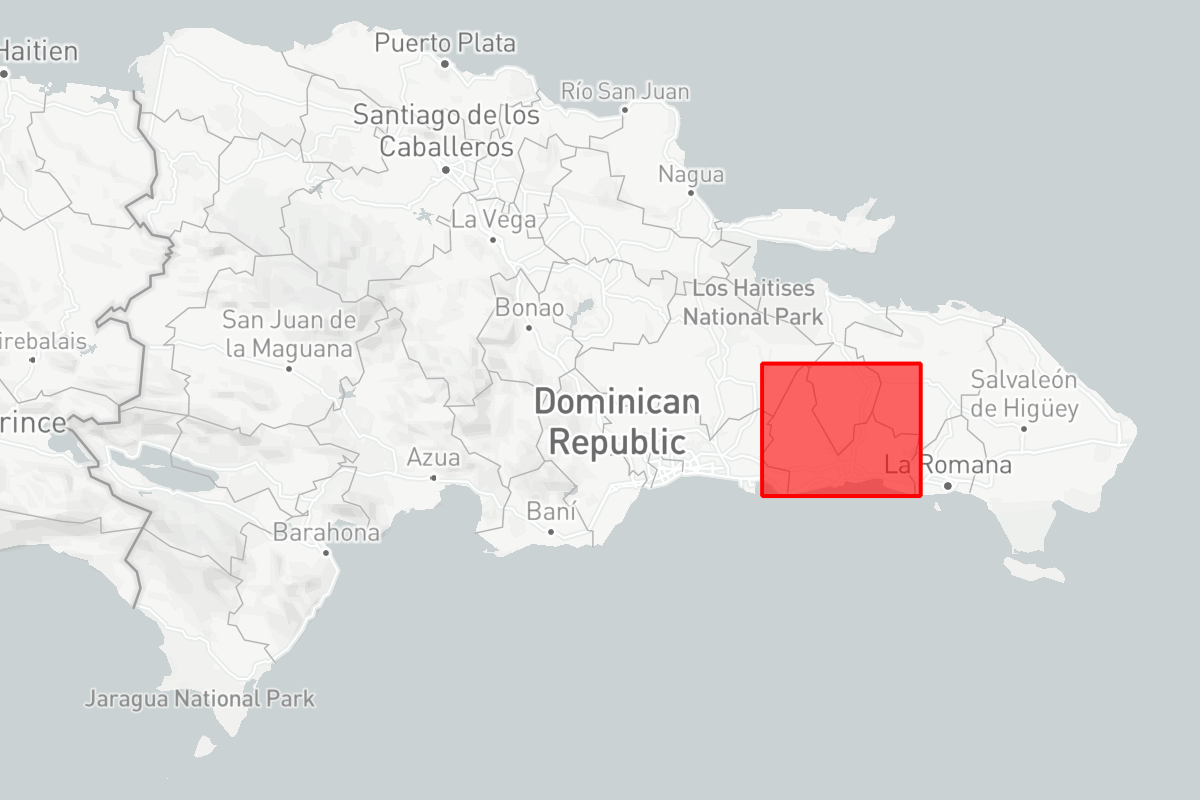 Haitien
Puerto Plata
Río San Juan
Santiago de los
Caballeros
Nagua
La Vega
Los Haitises
National Park
Bonao
San Juan de
la Maguana
irebalais
Salvaleón
de Higüey
Dominican
Republic
rince
Azua
La Romana
Baní
Barahona
Jaragua National Park